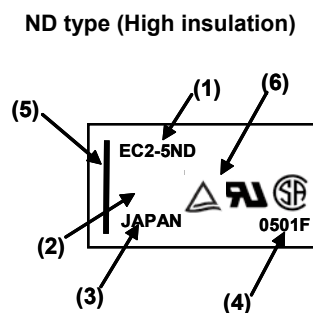 ND type (High insulation)
(1)
(6)
(5)
EC2-5ND
(2)
JAPAN
0501F
(3)
(4)